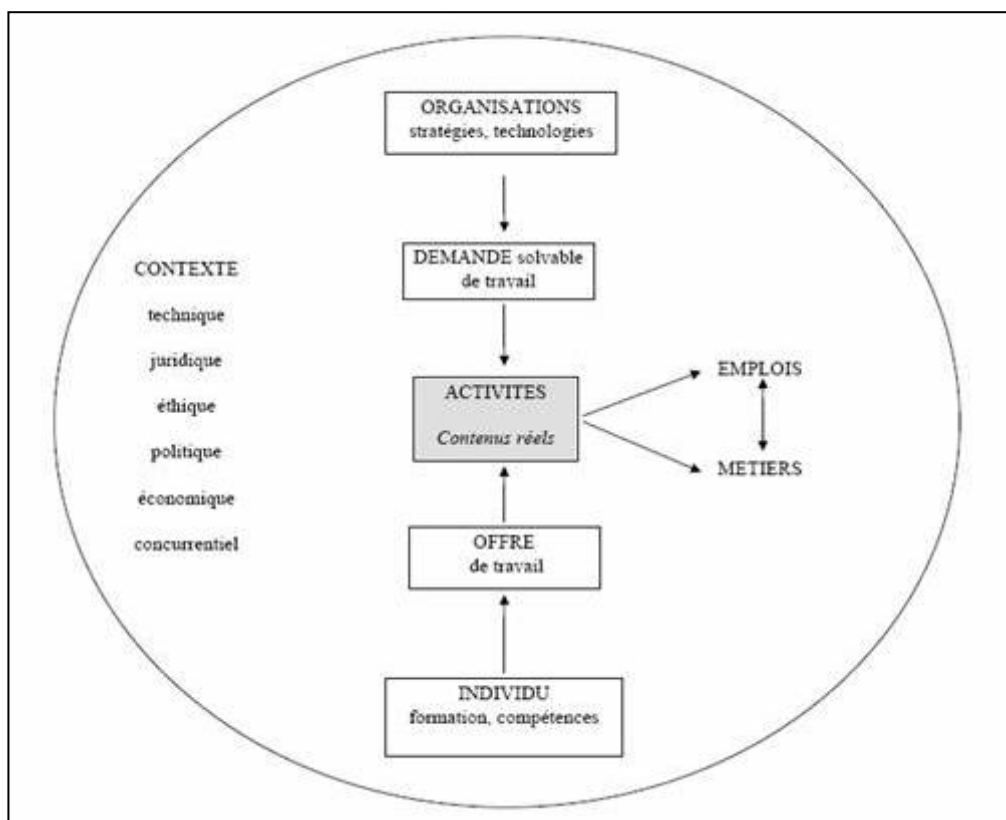 ORGANISATIONS
stratégies, technologies
DEMANDE solvable
de travail
CONTEXTE
technique
juridique
éthique
politique
économique
concurrentiel
ACTIVITES
Contenus réels
EMPLOIS
METIERS
OFFRE
de travail
INDIVIDU
formation, compétences